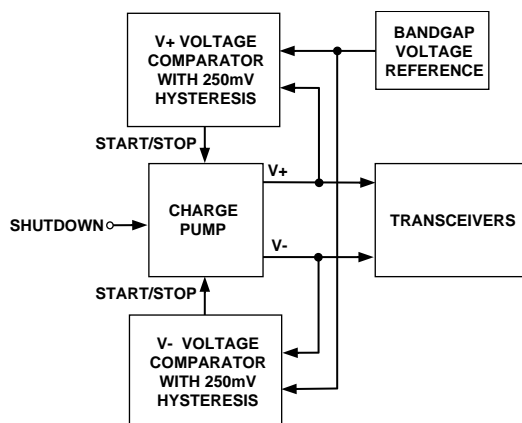 V+ VOLTAGE
COMPARATOR
WITH 250mV
HYSTERESIS
BANDGAP
VOLTAGE
REFERENCE
START/STOP
V+
SHUTDOWN
CHARGE
PUMP
TRANSCEIVERS
V-
START/STOP
V- VOLTAGE
COMPARATOR
WITH 250mV
HYSTERESIS